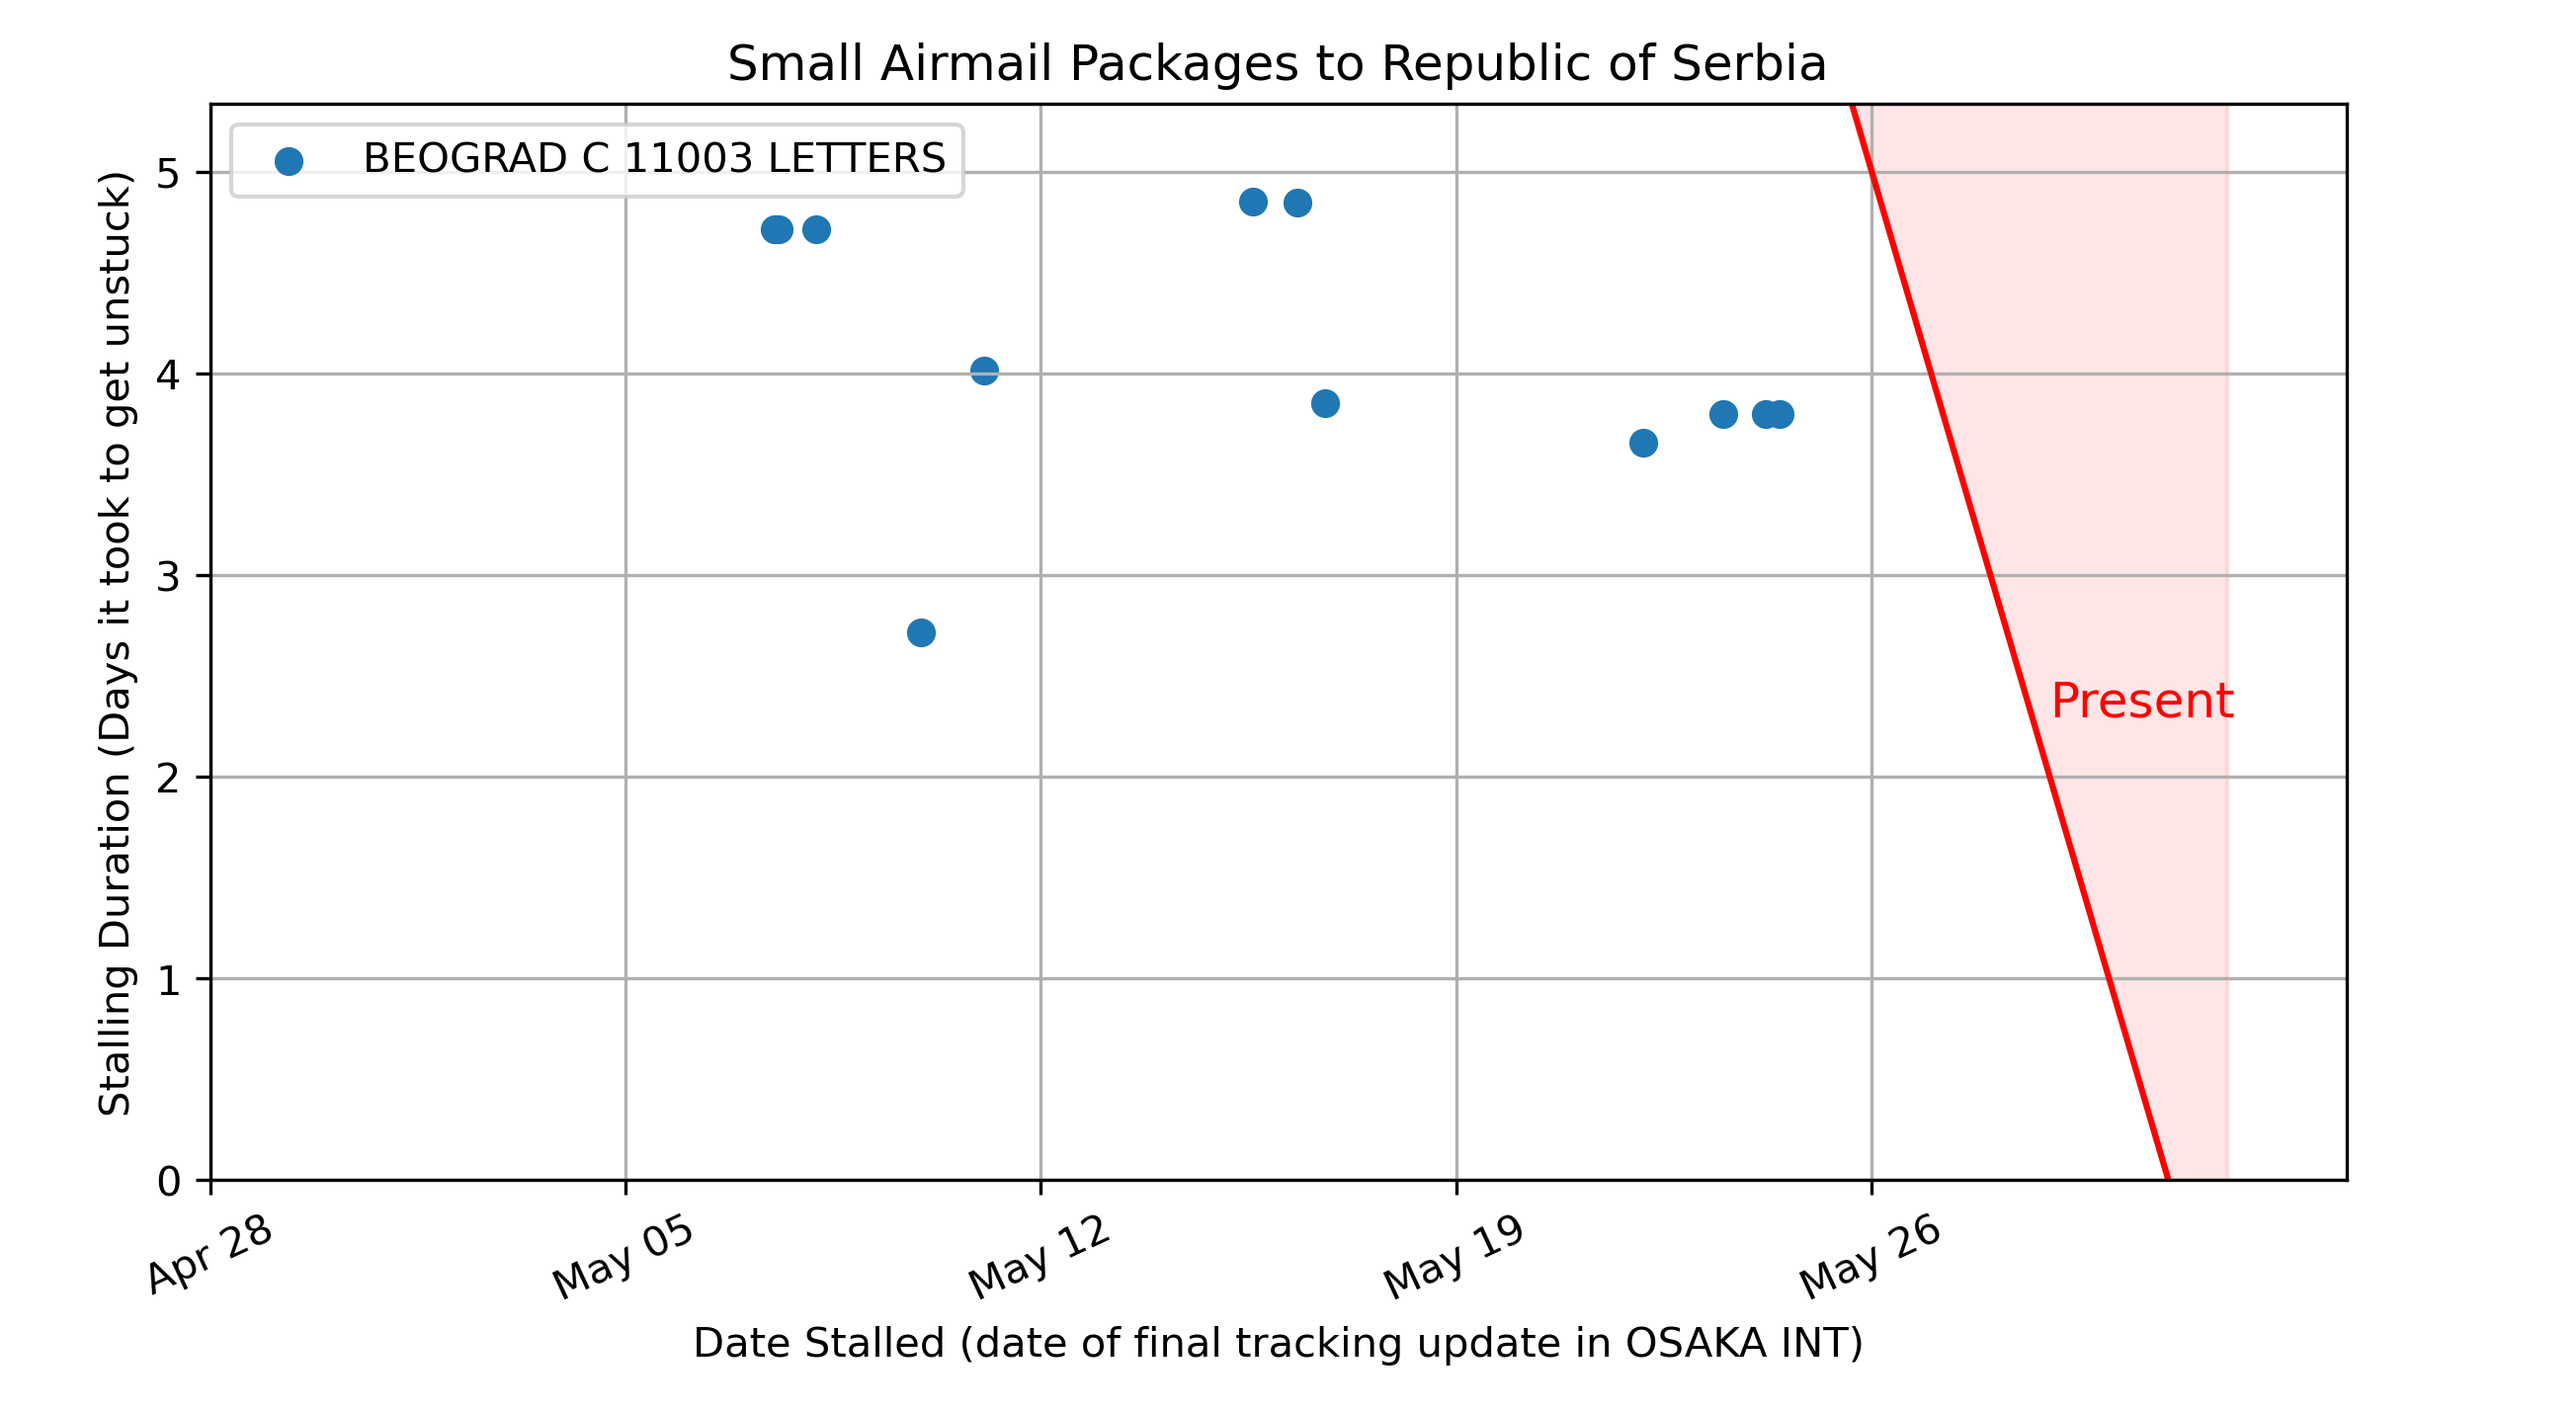 Small Airmail Packages to Republic of Serbia
BEOGRAD C 11003 LETTERS
Stalling Duration (Days it took to get unstuck)
5
4
3
2
1
0
Present
Apr 28
May 05
May 12
May 19
May 26
Date Stalled (date of final tracking update in OSAKA INT)